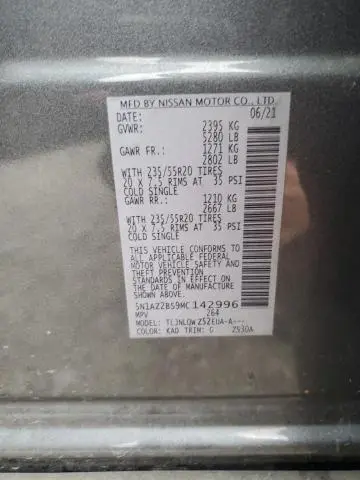 MFD BY NISSAN MOTOR CO., LTD.
DATE: 06/21
GVWR: 2395 KG
5280 LB
GAWR FR.: 1271 KG
2802 LB
WITH 235/55R20 TIRES
20 X 7.5 RIMS AT 35 PSI
COLD SINGLE
GAWR RR.: 1210 KG
2667 LB
WITH 235/55R20 TIRES
20 X 7.5 RIMS AT 35 PSI
COLD SINGLE
THIS VEHICLE CONFORMS TO
ALL APPLICABLE FEDERAL
MOTOR VEHICLE SAFETY AND
THEFT PREVENTION
STANDARDS IN EFFECT ON
THE DATE OF MANUFACTURE
SHOWN ABOVE.
5N1AZ2BS9MC142996
MPV 264
MODEL: TLJNLQWZ52EUA-A---
COLOR: KAD TRIM: G ZS30A